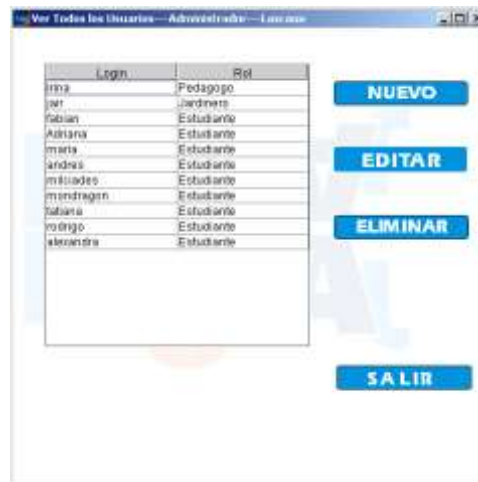 Ver Todos los Usuarios---Administrador---
Login Rol
irina Pedagogo
jair Jardinero
fabian Estudiante
Adriana Estudiante
maria Estudiante
andres Estudiante
milciades Estudiante
mondragon Estudiante
tatiana Estudiante
rodrigo Estudiante
alexandra Estudiante
NUEVO
EDITAR
ELIMINAR
SALIR